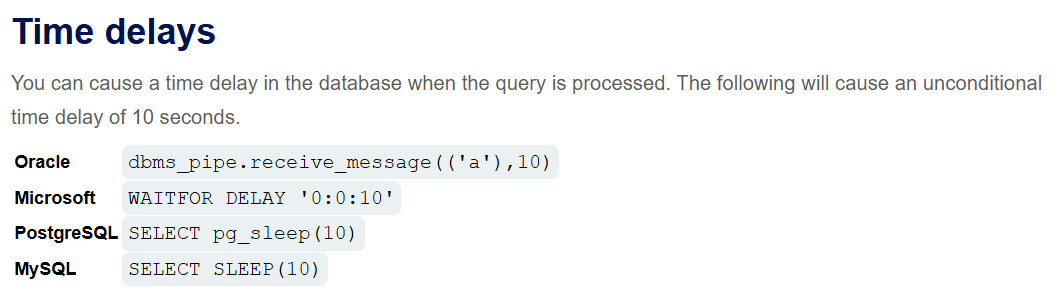 Time delays
You can cause a time delay in the database when the query is processed. The following will cause an unconditional
time delay of 10 seconds.
Oracle dbms_pipe.receive_message(('a'),10)
Microsoft WAITFOR DELAY '0:0:10'
PostgreSQL SELECT pg_sleep(10)
MySQL SELECT SLEEP(10)